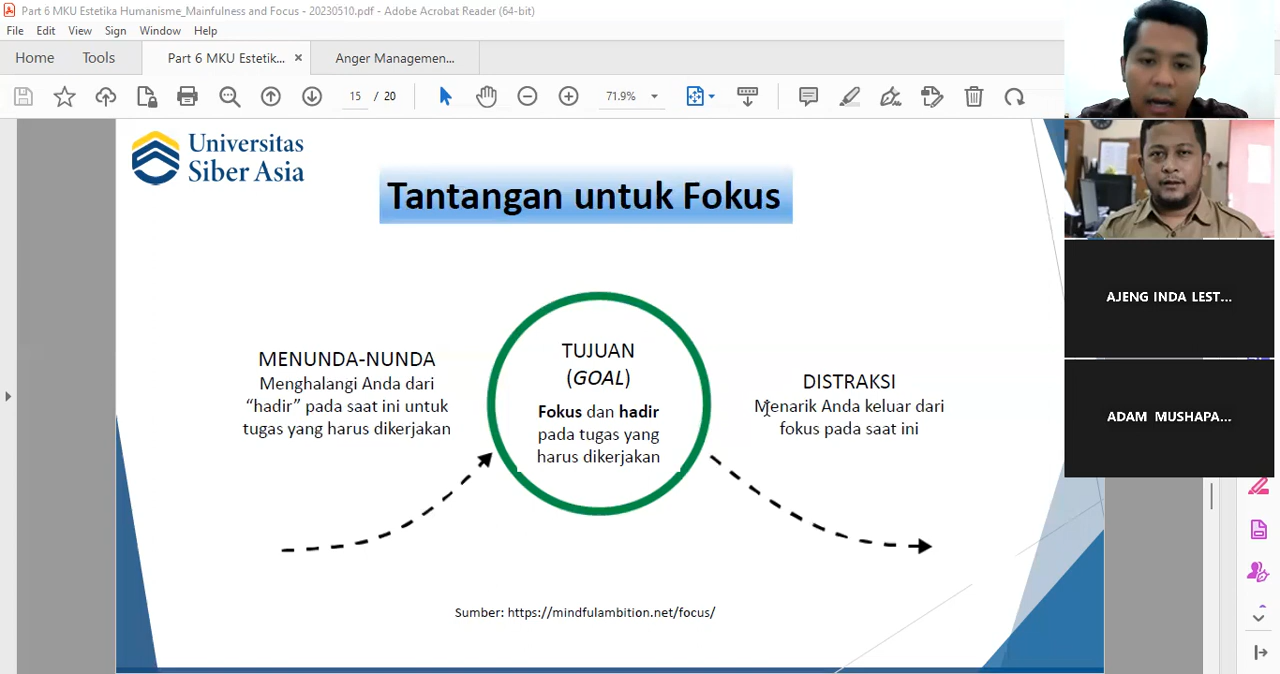 Part 6 MKU Estetika Humanisme_Mainfulness and Focus - 20230510.pdf - Adobe Acrobat Reader (64-bit)
File Edit View Sign Window Help
Home Tools Part 6 MKU Estetik... × Anger Managemen...
15 / 20 71.9%
Universitas
Siber Asia
Tantangan untuk Fokus
MENUNDA-NUNDA
Menghalangi Anda dari
“hadir” pada saat ini untuk
tugas yang harus dikerjakan
TUJUAN
(GOAL)
Fokus dan hadir
pada tugas yang
harus dikerjakan
DISTRAKSI
Menarik Anda keluar dari
fokus pada saat ini
Sumber: https://mindfulambition.net/focus/
AJENG INDA LEST...
ADAM MUSHAPA...